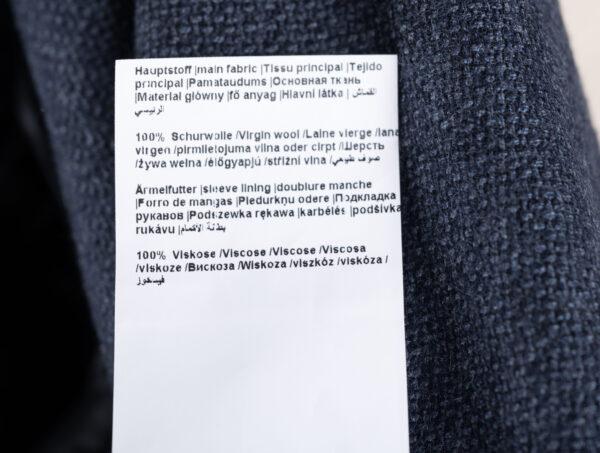 Hauptstoff |main fabric |Tissu principal |Tejido
principal |Pamataudums |Основная ткань
|Materiał główny |fő anyag |Hlavní látka | القماش
الرئيسي
100% Schurwolle /Virgin wool /Laine vierge /lana
virgen /pirmlietojuma vilna oder cirpt /Шерсть
/żywa wełna /élőgyapjú /střižní vlna /صوف طبيعي
Ärmelfutter |sleeve lining |doublure manche
|Forro de mangas |Piedurkņu odere |Подкладка
руканов |Podszewka rękawa |karbélés |podšívka
rukávu |بطانة الأكمام
100% Viskose /Viscose /Viscose /Viscosa
/viskoze /Вискоза /Wiskoza /viszkóz /viskóza /
فيسكوز